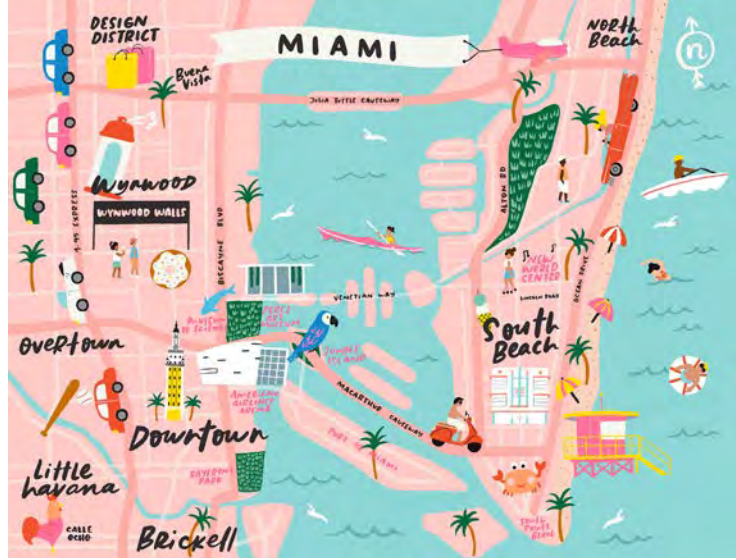 DESIGN
DISTRICT
MIAMI
NORTH
BEACH
n
BUENA
VISTA
JULIA TUTTLE CAUSEWAY
WYNWOOD
WYNWOOD WALLS
ALTON RD
I-95 EXPRESS
BISCAYNE BLVD.
NEW
WORLD
CENTER
OCEAN DRIVE
LINCOLN ROAD
VENETIAN WAY
MUSEUM
OF SCIENCE
PEREZ
ART
MUSEUM
JUNGLE
ISLAND
SOUTH
BEACH
OVERTOWN
MACARTHUR CAUSEWAY
AMERICAN
AIRLINES
ARENA
DOWNTOWN
PORT OF MIAMI
BAYFRONT
PARK
LITTLE
HAVANA
CALLE
OCHO
BRICKELL
SOUTH
POINTE